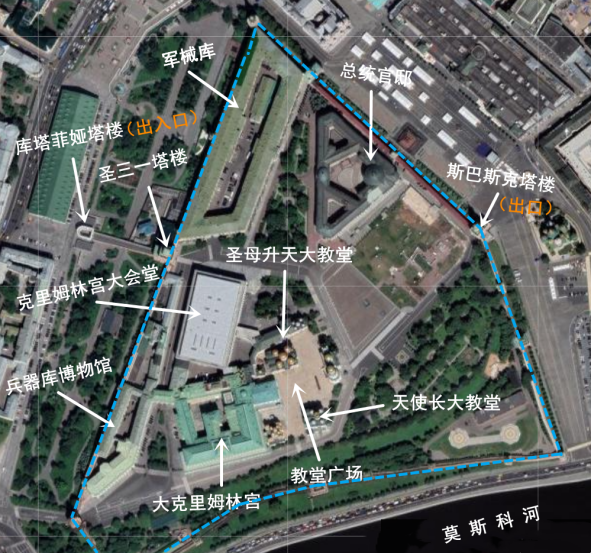 军械库
总统官邸
库塔菲娅塔楼(出入口)
圣三一塔楼
斯巴斯克塔楼
(出口)
圣母升天大教堂
克里姆林宫大会堂
兵器库博物馆
天使长大教堂
教堂广场
大克里姆林宫
莫斯科河